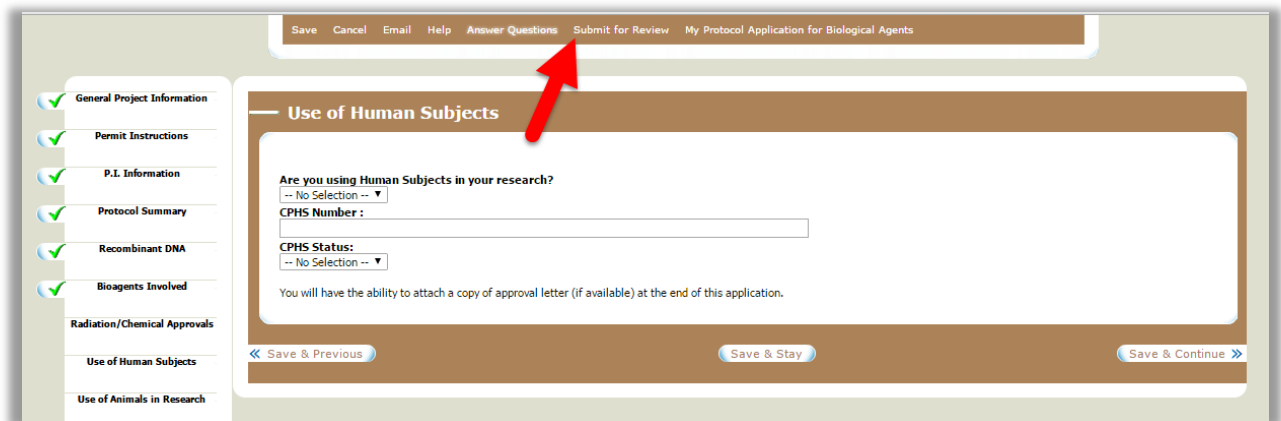 Save Cancel Email Help Answer Questions Submit for Review My Protocol Application for Biological Agents
General Project Information
Permit Instructions
P.I. Information
Protocol Summary
Recombinant DNA
Bioagents Involved
Radiation/Chemical Approvals
Use of Human Subjects
Use of Animals in Research
Use of Human Subjects
Are you using Human Subjects in your research?
-- No Selection --
CPHS Number :
CPHS Status:
-- No Selection --
You will have the ability to attach a copy of approval letter (if available) at the end of this application.
Save & Previous Save & Stay Save & Continue